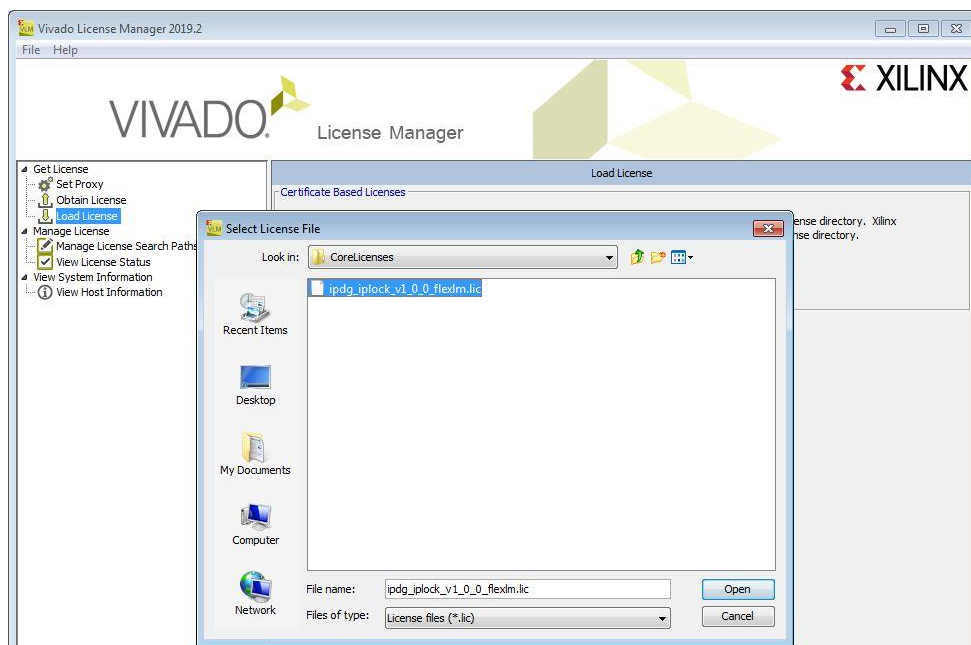 VLM Vivado License Manager 2019.2
File Help
VIVADO. License Manager
XILINX
Get License
Set Proxy
Obtain License
Load License
Manage License
Manage License Search Paths
View License Status
View System Information
View Host Information
Load License
Certificate Based Licenses
ense directory. Xilinx
nse directory.
VLM Select License File
Look in: CoreLicenses
ipdg_iplock_v1_0_0_flexlm.lic
Recent Items
Desktop
My Documents
Computer
Network
File name: ipdg_iplock_v1_0_0_flexlm.lic Open
Files of type: License files (*.lic) Cancel